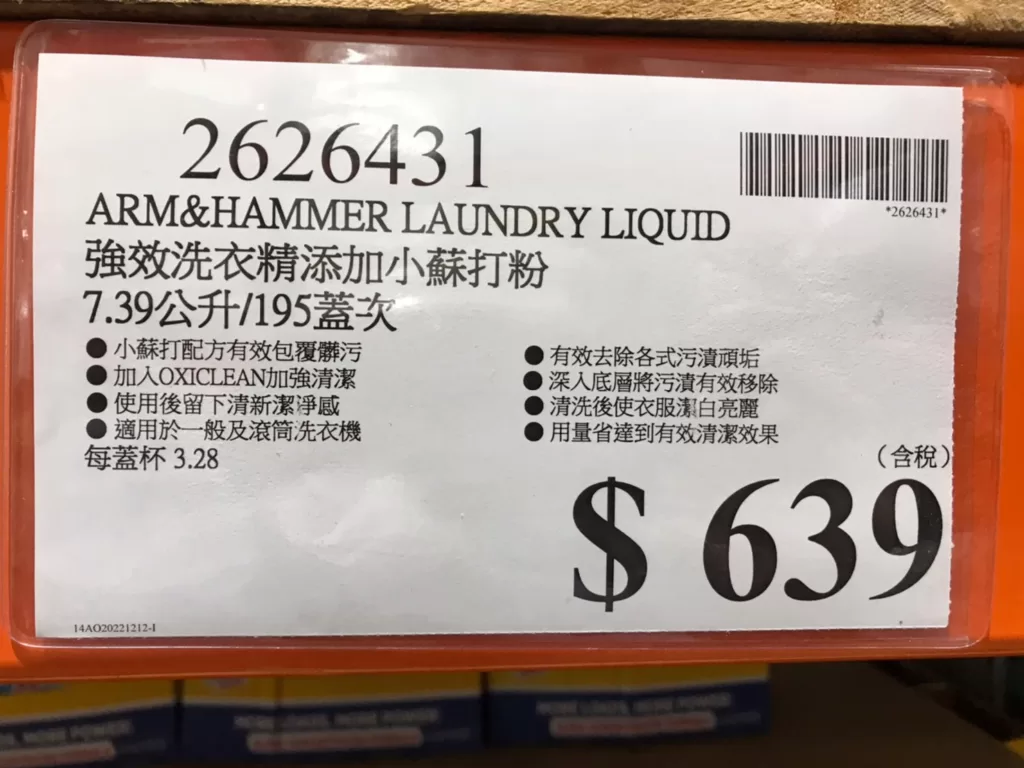 2626431
*2626431*
ARM&HAMMER LAUNDRY LIQUID
強效洗衣精添加小蘇打粉
7.39公升/195蓋次
●小蘇打配方有效包覆髒污
●加入OXICLEAN加強清潔
●使用後留下清新潔淨感
●適用於一般及滾筒洗衣機
每蓋杯 3.28
●有效去除各式污漬頑垢
●深入底層將污漬有效移除
●清洗後使衣服潔白亮麗
●用量省達到有效清潔效果
（含稅）
$ 639
14AO20221212-I